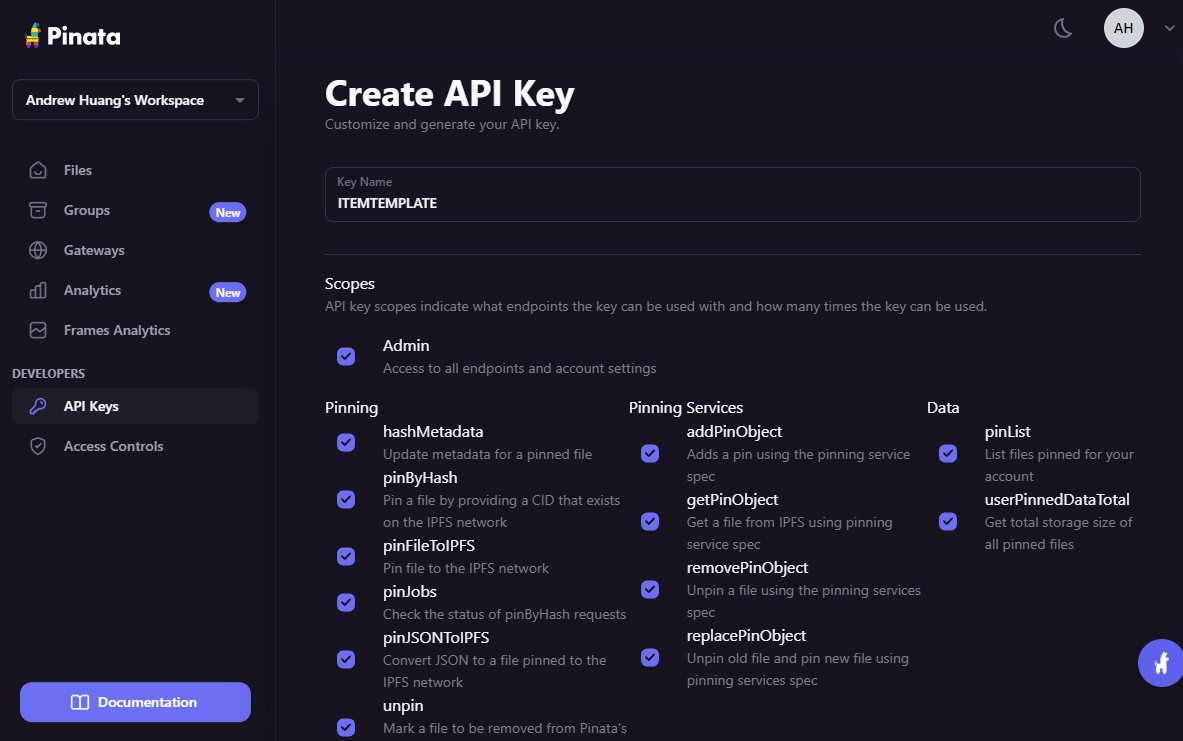 Pinata
AH
Andrew Huang's Workspace
Files
Groups
New
Gateways
Analytics
New
Frames Analytics
DEVELOPERS
API Keys
Access Controls
Documentation
Create API Key
Customize and generate your API key.
Key Name
ITEMTEMPLATE
Scopes
API key scopes indicate what endpoints the key can be used with and how many times the key can be used.
Admin
Access to all endpoints and account settings
Pinning
hashMetadata
Update metadata for a pinned file
pinByHash
Pin a file by providing a CID that exists
on the IPFS network
pinFileToIPFS
Pin file to the IPFS network
pinJobs
Check the status of pinByHash requests
pinJSONToIPFS
Convert JSON to a file pinned to the
IPFS network
unpin
Mark a file to be removed from Pinata's
Pinning Services
addPinObject
Adds a pin using the pinning service
spec
getPinObject
Get a file from IPFS using pinning
service spec
removePinObject
Unpin a file using the pinning services
spec
replacePinObject
Unpin old file and pin new file using
pinning services spec
Data
pinList
List files pinned for your
account
userPinnedDataTotal
Get total storage size of
all pinned files